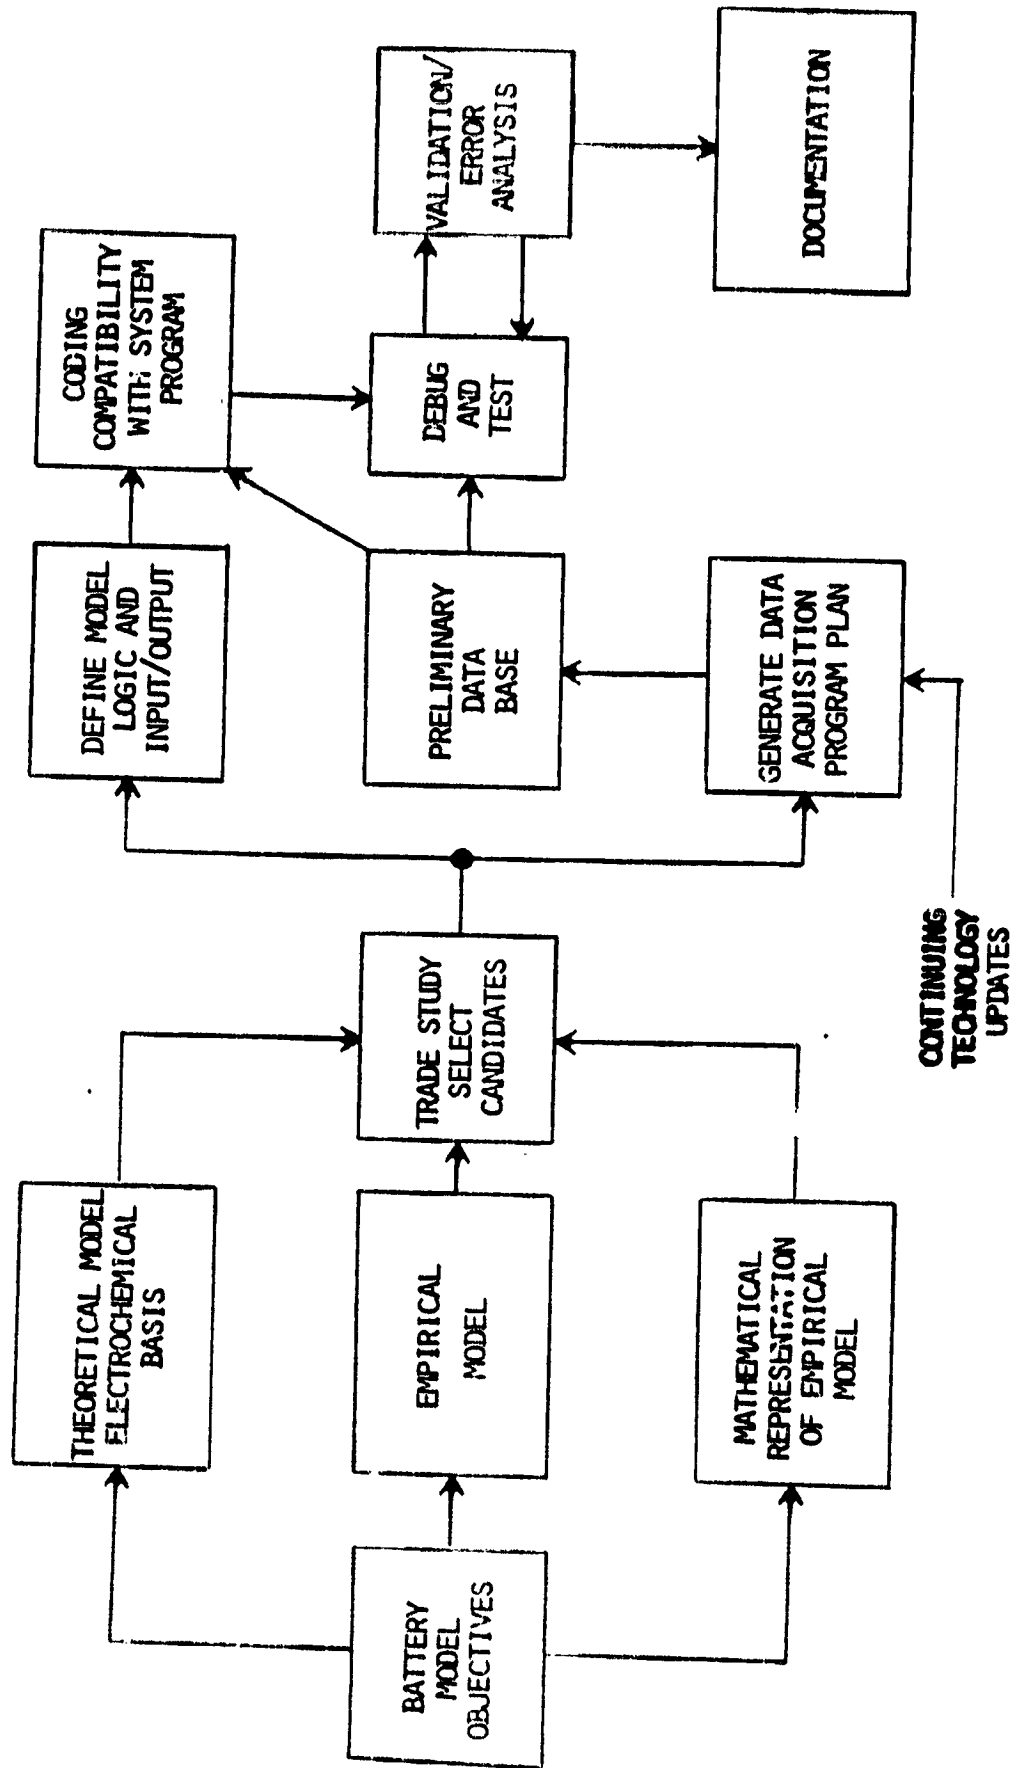 BATTERY
MODEL
OBJECTIVES
THEORETICAL MODEL
ELECTROCHEMICAL
BASIS
EMPIRICAL
MODEL
MATHEMATICAL
REPRESENTATION
OF EMPIRICAL
MODEL
TRADE STUDY
SELECT
CANDIDATES
DEFINE MODEL
LOGIC AND
INPUT/OUTPUT
PRELIMINARY
DATA
BASE
GENERATE DATA
ACQUISITION
PROGRAM PLAN
CONTINUING
TECHNOLOGY
UPDATES
CODING
COMPATIBILITY
WITH SYSTEM
PROGRAM
DEBUG
AND
TEST
VALIDATION/
ERROR
ANALYSIS
DOCUMENTATION